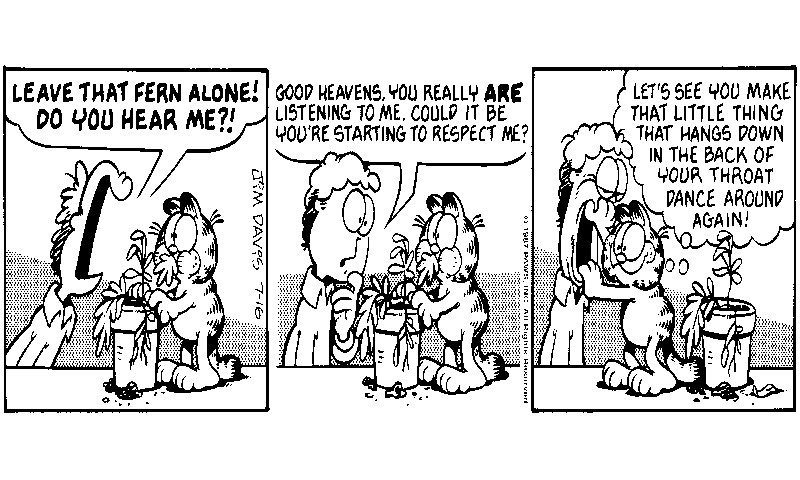 LEAVE THAT FERN ALONE!
DO YOU HEAR ME?!
JIM DAVIS 7-16
GOOD HEAVENS, YOU REALLY ARE
LISTENING TO ME. COULD IT BE
YOU'RE STARTING TO RESPECT ME?
LET'S SEE YOU MAKE
THAT LITTLE THING
THAT HANGS DOWN
IN THE BACK OF
YOUR THROAT
DANCE AROUND
AGAIN!